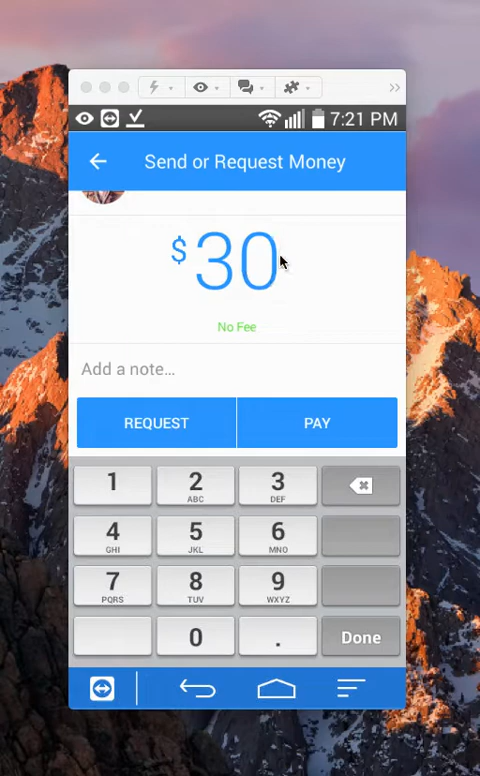 7:21 PM
Send or Request Money
$30
No Fee
Add a note...
REQUEST PAY
1 2 3
ABC DEF
4 5 6
GHI JKL MNO
7 8 9
PQRS TUV WXYZ
0 . Done